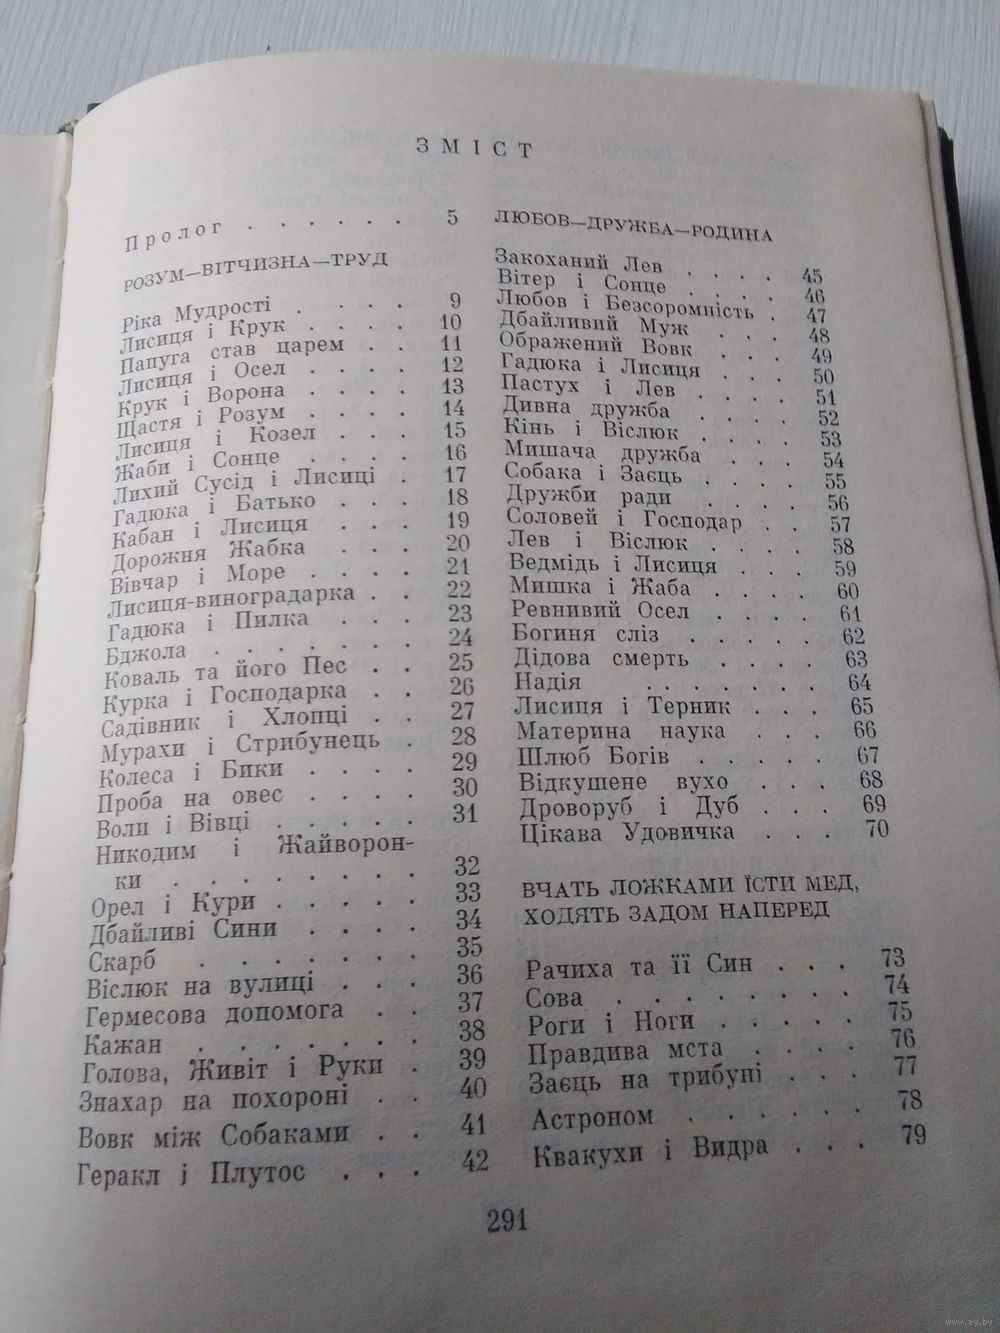 ЗМІСТ
Пролог . . . . . . 5
РОЗУМ—ВІТЧИЗНА—ТРУД
Ріка Мудрості . . . . 9
Лисиця і Крук . . . . 10
Папуга став царем . . 11
Лисиця і Осел . . . . 12
Крук і Ворона . . . . 13
Щастя і Розум . . . . 14
Лисиця і Козел . . . 15
Жаби і Сонце . . . . 16
Лихий Сусід і Лисиці . 17
Гадюка і Батько . . . 18
Кабан і Лисиця . . . 19
Дорожня Жабка . . . 20
Вівчар і Море . . . . 21
Лисиця-виноградарка . . 22
Гадюка і Пилка . . . 23
Бджола . . . . . . 24
Коваль та його Пес . . 25
Курка і Господарка . . 26
Садівник і Хлопці . . 27
Мурахи і Стрибунець . 28
Колеса і Бики . . . . 29
Проба на овес . . . . 30
Воли і Вівці . . . . . 31
Никодим і Жайворон-
ки . . . . . . . . 32
Орел і Кури . . . . . 33
Дбайливі Сини . . . . 34
Скарб . . . . . . 35
Віслюк на вулиці . . . 36
Гермесова допомога . . 37
Кажан . . . . . . . 38
Голова, Живіт і Руки . 39
Знахар на похороні . . 40
Вовк між Собаками . . 41
Геракл і Плутос . . . 42
ЛЮБОВ—ДРУЖБА—РОДИНА
Закоханий Лев . . . . 45
Вітер і Сонце . . . . 46
Любов і Безсоромність . 47
Дбайливий Муж . . . 48
Ображений Вовк . . . 49
Гадюка і Лисиця . . . 50
Пастух і Лев . . . . 51
Дивна дружба . . . . 52
Кінь і Віслюк . . . . 53
Мишача дружба . . . 54
Собака і Заєць . . . 55
Дружби ради . . . . 56
Соловей і Господар . . 57
Лев і Віслюк . . . . 58
Ведмідь і Лисиця . . . 59
Мишка і Жаба . . . . 60
Ревнивий Осел . . . . 61
Богиня сліз . . . . . 62
Дідова смерть . . . . 63
Надія . . . . . . . 64
Лисиця і Терник . . . 65
Материна наука . . . 66
Шлюб Богів . . . . . 67
Відкушене вухо . . . 68
Дроворуб і Дуб . . . 69
Цікава Удовичка . . . 70
ВЧАТЬ ЛОЖКАМИ ЇСТИ МЕД,
ХОДЯТЬ ЗАДОМ НАПЕРЕД
Рачиха та її Син . . . 73
Сова . . . . . . . . 74
Роги і Ноги . . . . . 75
Правдива мста . . . . 76
Заєць на трибуні . . . 77
Астроном . . . . . . 78
Квакухи і Видра . . . 79
291
www.ay.by